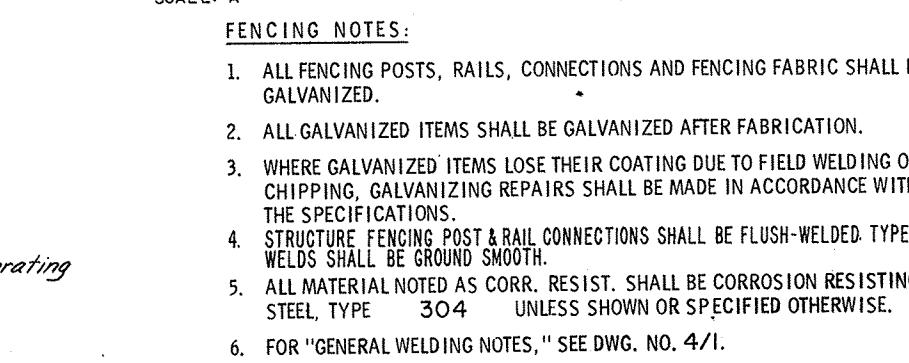 FENCING NOTES:
1. ALL FENCING POSTS, RAILS, CONNECTIONS AND FENCING FABRIC SHALL
GALVANIZED.
2. ALL GALVANIZED ITEMS SHALL BE GALVANIZED AFTER FABRICATION.
3. WHERE GALVANIZED ITEMS LOSE THEIR COATING DUE TO FIELD WELDING
CHIPPING, GALVANIZING REPAIRS SHALL BE MADE IN ACCORDANCE
THE SPECIFICATIONS.
4. STRUCTURE FENCING POST & RAIL CONNECTIONS SHALL BE FLUSH-WELDED. TYPE
WELDS SHALL BE GROUND SMOOTH.
erating
5. ALL MATERIAL NOTED AS CORR. RESIST. SHALL BE CORROSION RESISTING
STEEL, TYPE 304 UNLESS SHOWN OR SPECIFIED OTHERWISE.
6. FOR "GENERAL WELDING NOTES," SEE DWG. NO. 4/1.